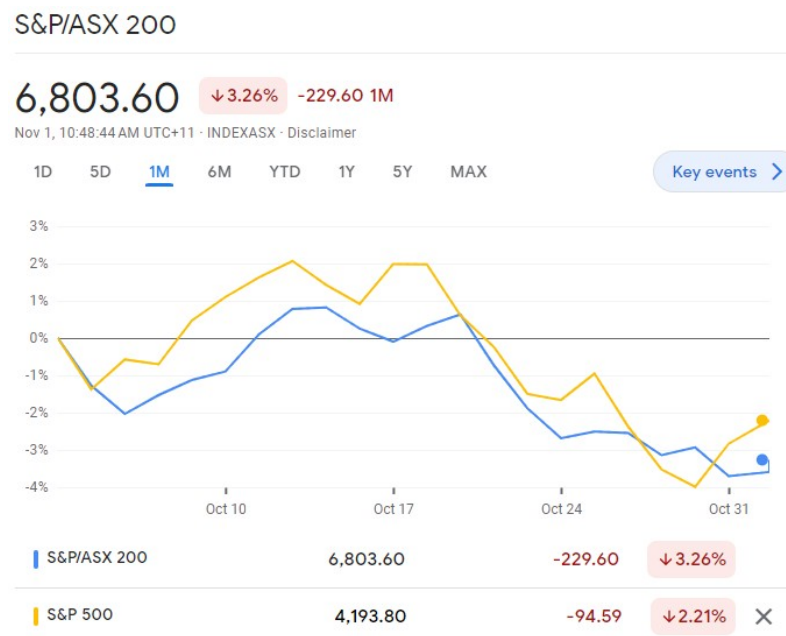 S&P/ASX 200
6,803.60 ↓3.26% -229.60 1M
Nov 1, 10:48:44 AM UTC+11 · INDEXASX · Disclaimer
1D 5D 1M 6M YTD 1Y 5Y MAX Key events
3%
2%
1%
0%
-1%
-2%
-3%
-4%
Oct 10 Oct 17 Oct 24 Oct 31
S&P/ASX 200 6,803.60 -229.60 ↓3.26%
S&P 500 4,193.80 -94.59 ↓2.21%